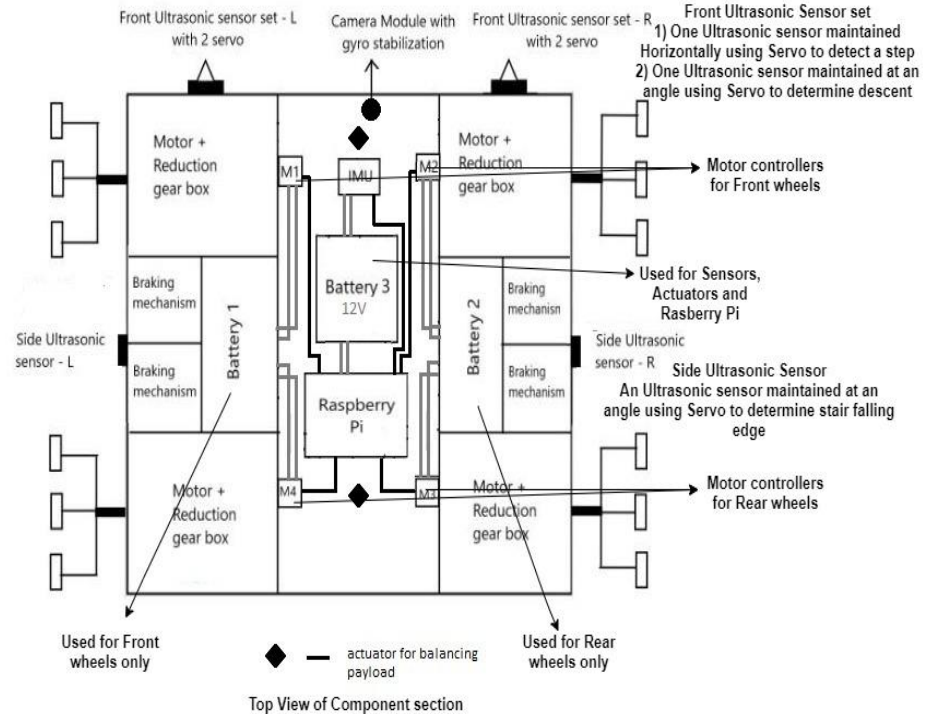 Front Ultrasonic sensor set - L
with 2 servo
Camera Module with
gyro stabilization
Front Ultrasonic sensor set - R
with 2 servo
Front Ultrasonic Sensor set
1) One Ultrasonic sensor maintained
Horizontally using Servo to detect a step
2) One Ultrasonic sensor maintained at an
angle using Servo to determine descent
Motor +
Reduction
gear box
M1
IMU
M2
Motor +
Reduction
gear box
Motor controllers
for Front wheels
Braking
mechanism
Battery 1
Battery 3
12V
Battery 2
Braking
mechanism
Used for Sensors,
Actuators and
Rasberry Pi
Side Ultrasonic
sensor - L
Braking
mechanism
Braking
mechanism
Side Ultrasonic
sensor - R
Side Ultrasonic Sensor
An Ultrasonic sensor maintained at an
angle using Servo to determine stair falling
edge
Raspberry
Pi
Motor +
Reduction
gear box
M4
M3
Motor +
Reduction
gear box
Motor controllers
for Rear wheels
Used for Front
wheels only
actuator for balancing
payload
Used for Rear
wheels only
Top View of Component section